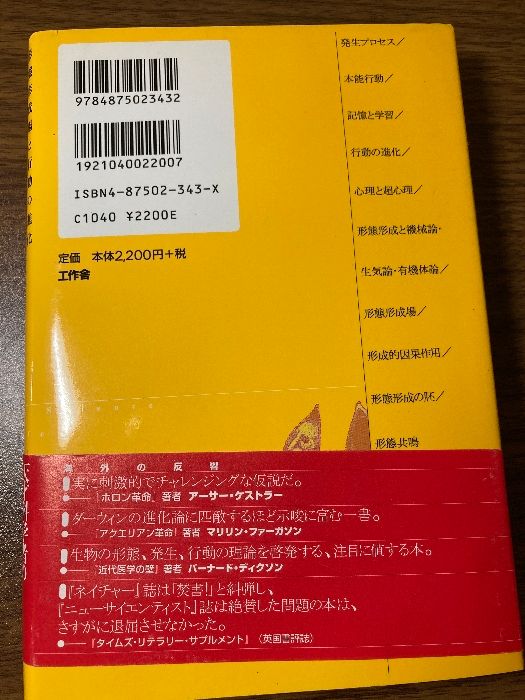 9784875023432
1921040022007
ISBN4-87502-343-X
C1040 ¥2200E
定価 本体2,200円+税
工作舎
発生プロセス/
本能行動/
記憶と学習/
行動の進化/
心理と超心理/
形態形成と機械論・
生気論・有機体論/
形態形成場/
形成的因果作用/
形態形成の胚/
形態共鳴
海外の反響
実に刺激的でチャレンジングな仮説だ。
「ホロン革命」著者 アーサー・ケストラー
ダーウィンの進化論に匹敵するほど示唆に富む一書。
「アクエリアン革命」著者 マリリン・ファーガソン
生物の形態、発生、行動の理論を啓発する、注目に値する本。
「近代医学の壁」著者 バーナード・ディクソン
『ネイチャー』誌は「焚書!」と糾弾し、
『ニューサイエンティスト』誌は絶賛した問題の本は、
さすがに退屈させなかった。
「タイムズ・リテラリー・サプルメント」(英国書評誌)